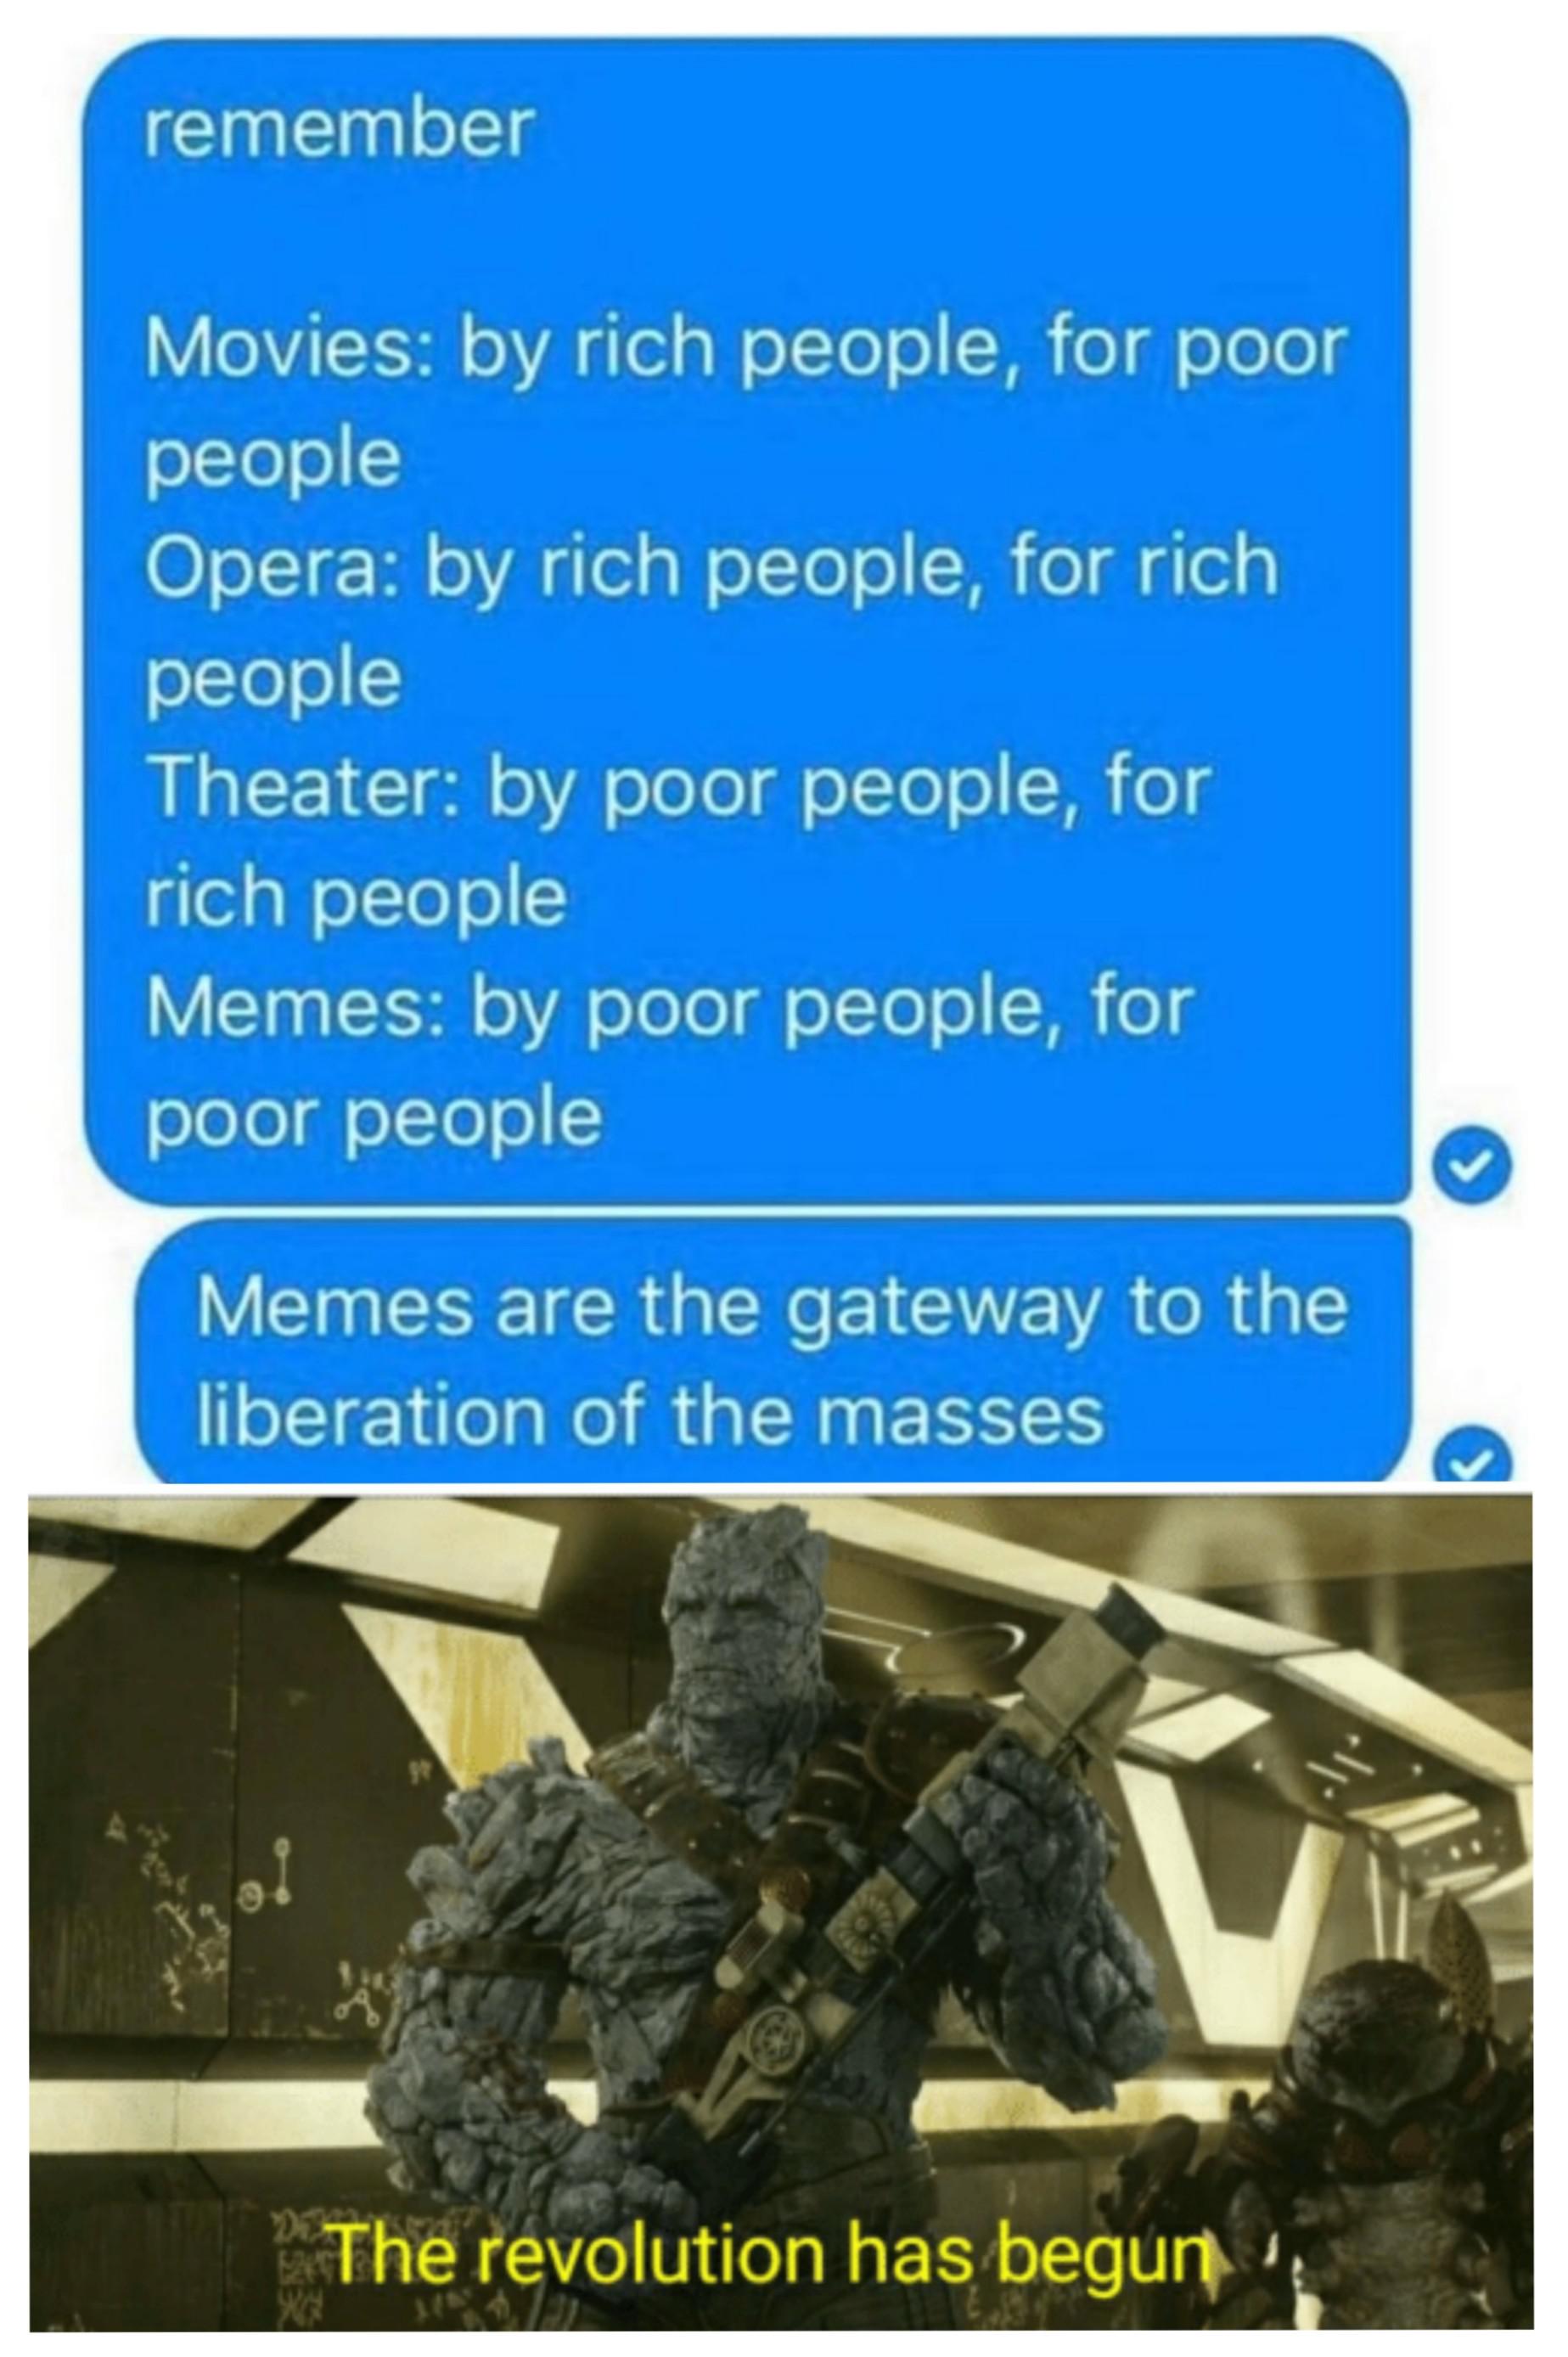 remember
Movies: by rich people, for poor
people
Opera: by rich people, for rich
people
Theater: by poor people, for
rich people
Memes: by poor people, for
poor people
Memes are the gateway to the
liberation of the masses
The revolution has begun